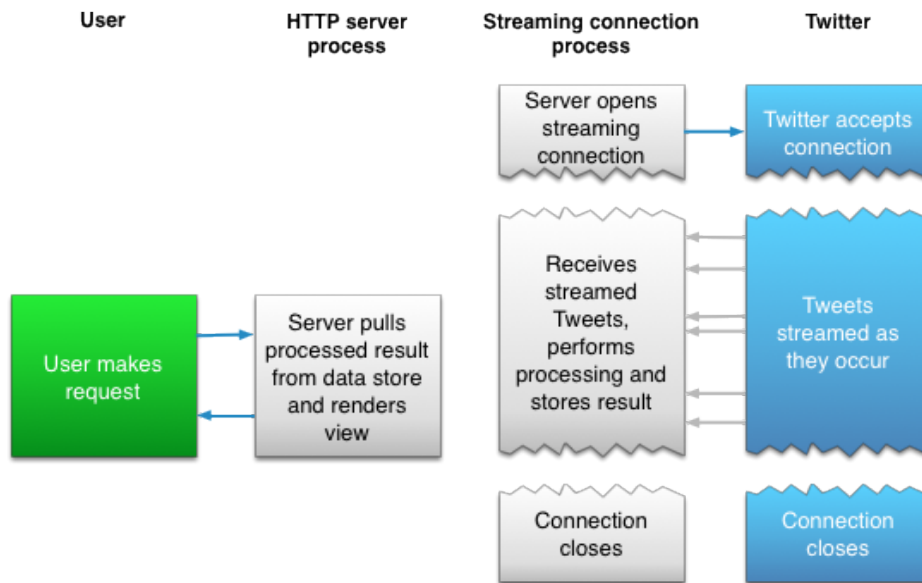 User
HTTP server
process
Streaming connection
process
Twitter
Server opens
streaming
connection
Twitter accepts
connection
Receives
streamed
Tweets,
performs
processing and
stores result
Tweets
streamed as
they occur
User makes
request
Server pulls
processed result
from data store
and renders
view
Connection
closes
Connection
closes